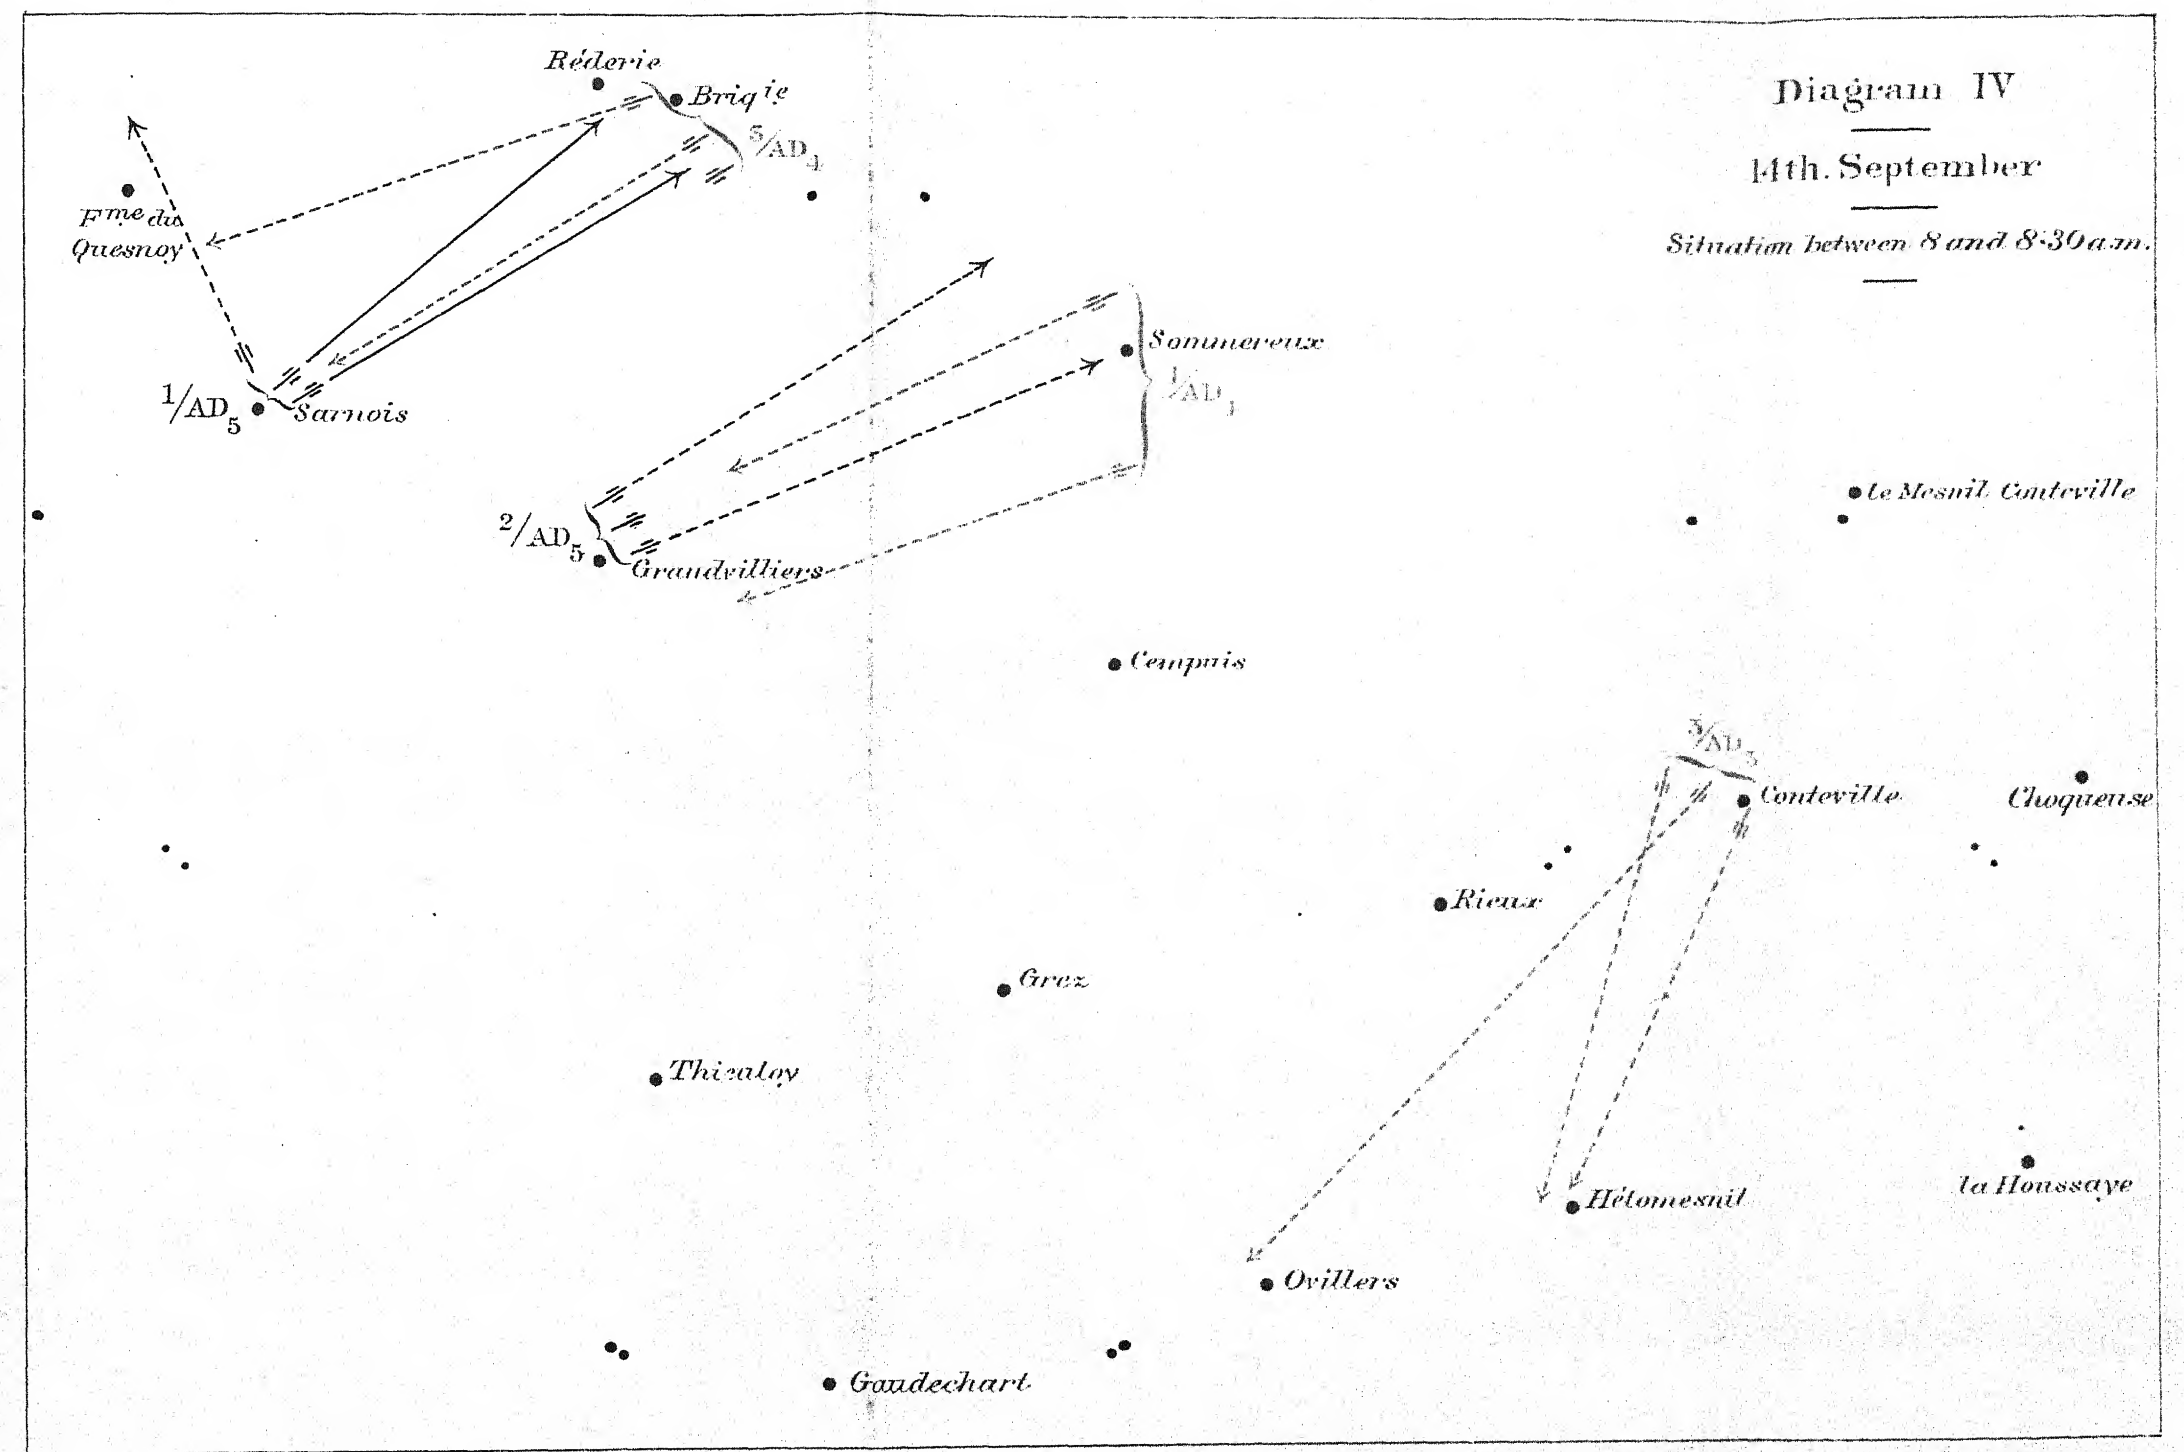 Diagram IV
14th. September
Situation between 8 and 8·30 a.m.
Réderie
Briqie
5/AD4
Fme du
Quesnoy
1/AD5
Sarnois
Sommereux
1/AD
2/AD5
Grandvilliers
le Mesnil Conteville
Cempuis
3/AD3
Conteville
Choqueuse
Rieux
Grez
Thieuloy
Hétomesnil
la Houssaye
Ovillers
Gaudechart